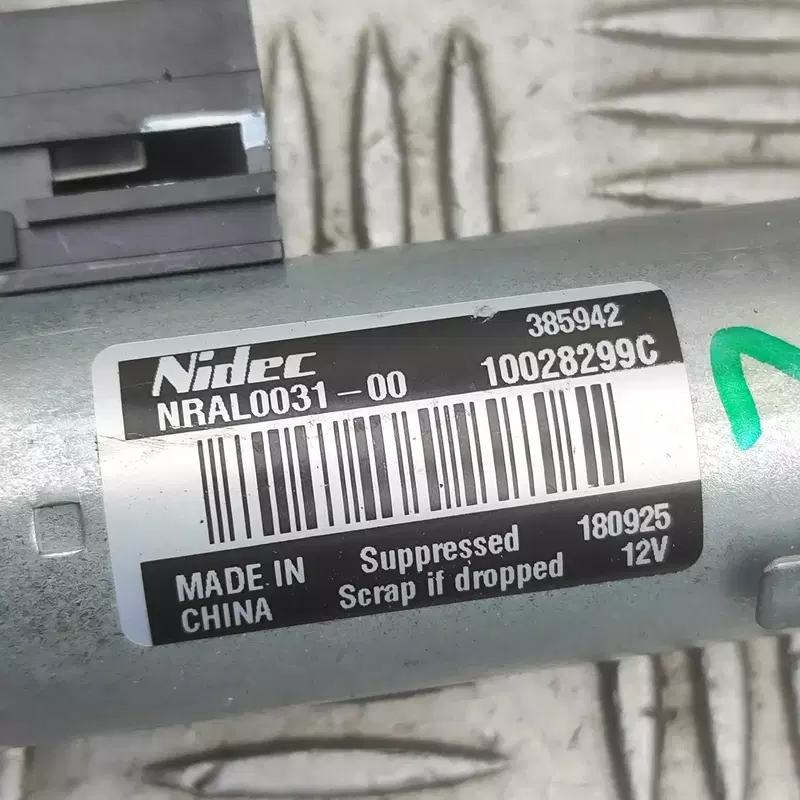 385942
Nidec
10028299C
NRAL0031-00
MADE IN
CHINA
Suppressed
Scrap if dropped
180925
12V